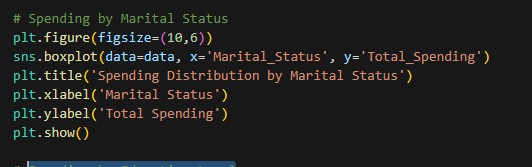 # Spending by Marital Status
plt.figure(figsize=(10,6))
sns.boxplot(data=data, x='Marital_Status', y='Total_Spending')
plt.title('Spending Distribution by Marital Status')
plt.xlabel('Marital Status')
plt.ylabel('Total Spending')
plt.show()